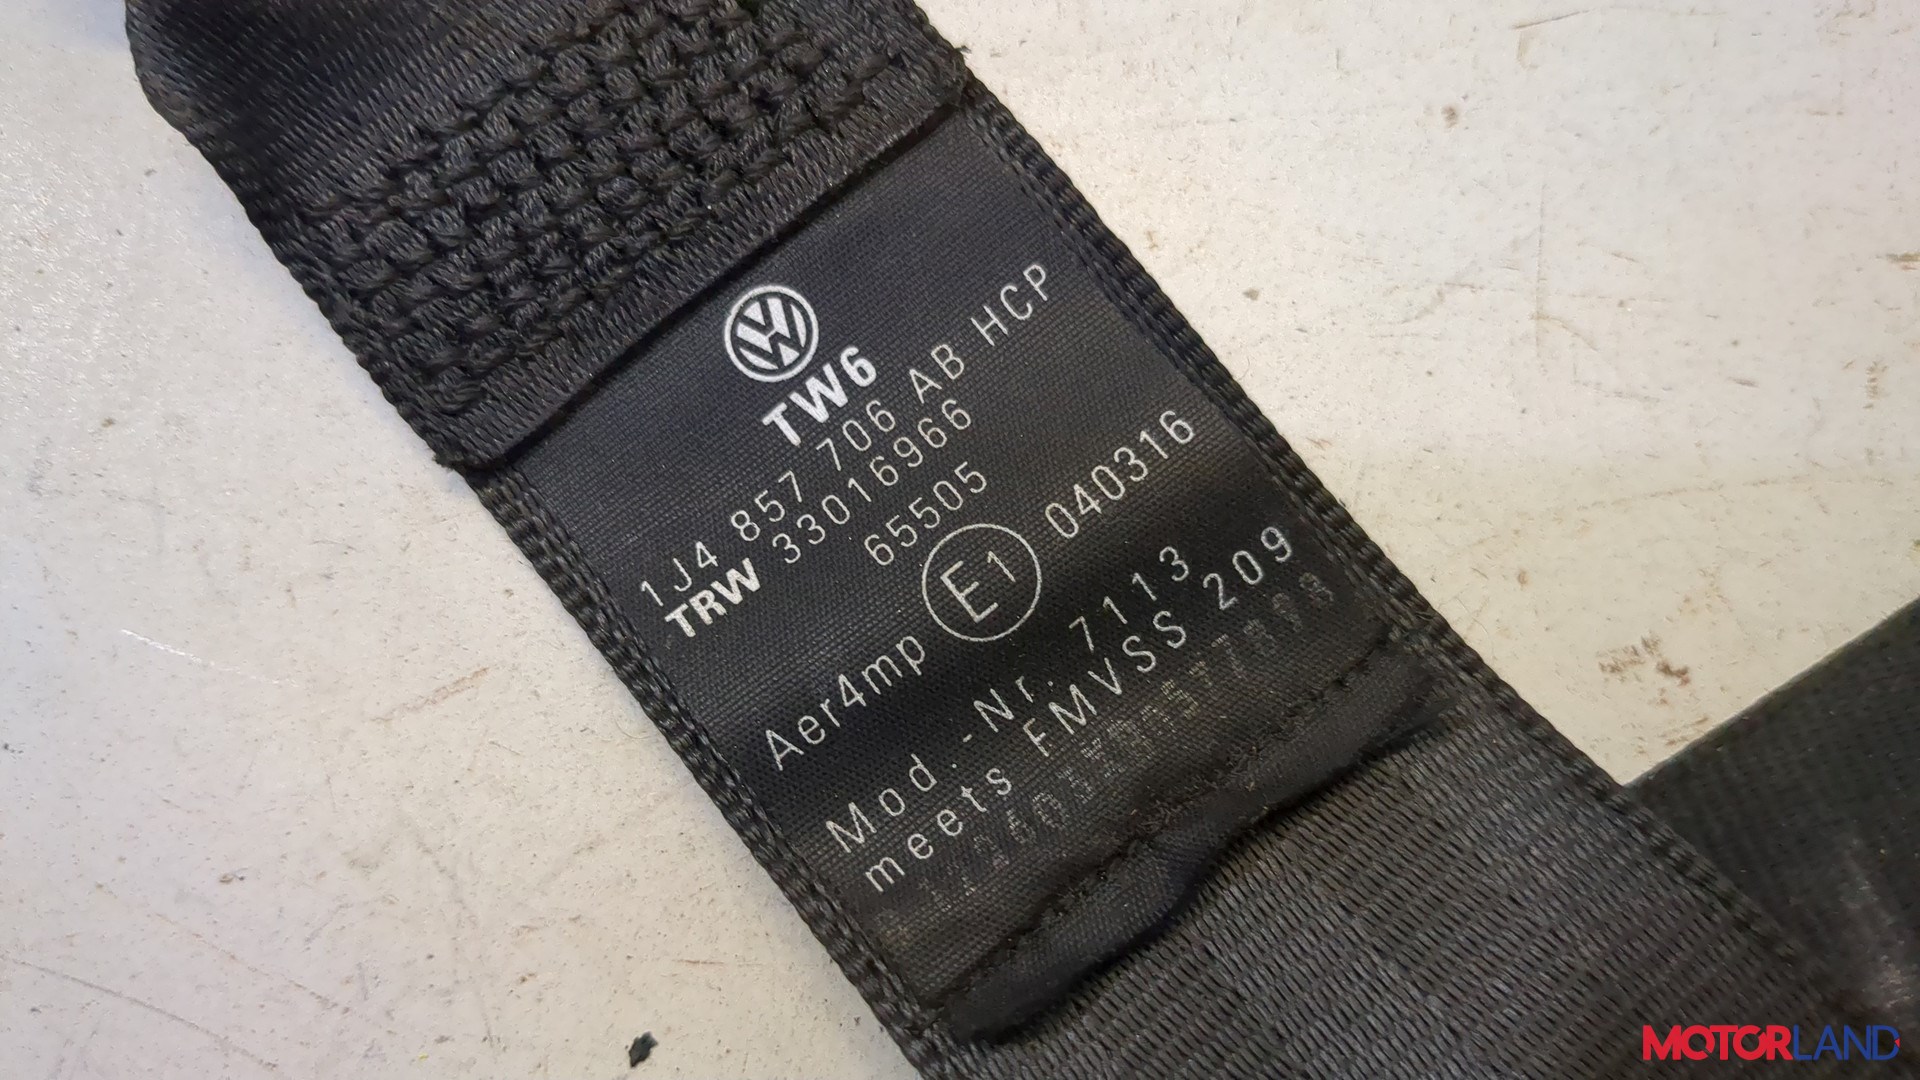 TW6
1J4 857 706 AB HCP
TRW 33016966
65505
Aer4mp E1 040316
Mod.-Nr. 7113
meets FMVSS 209
MOTORLAND